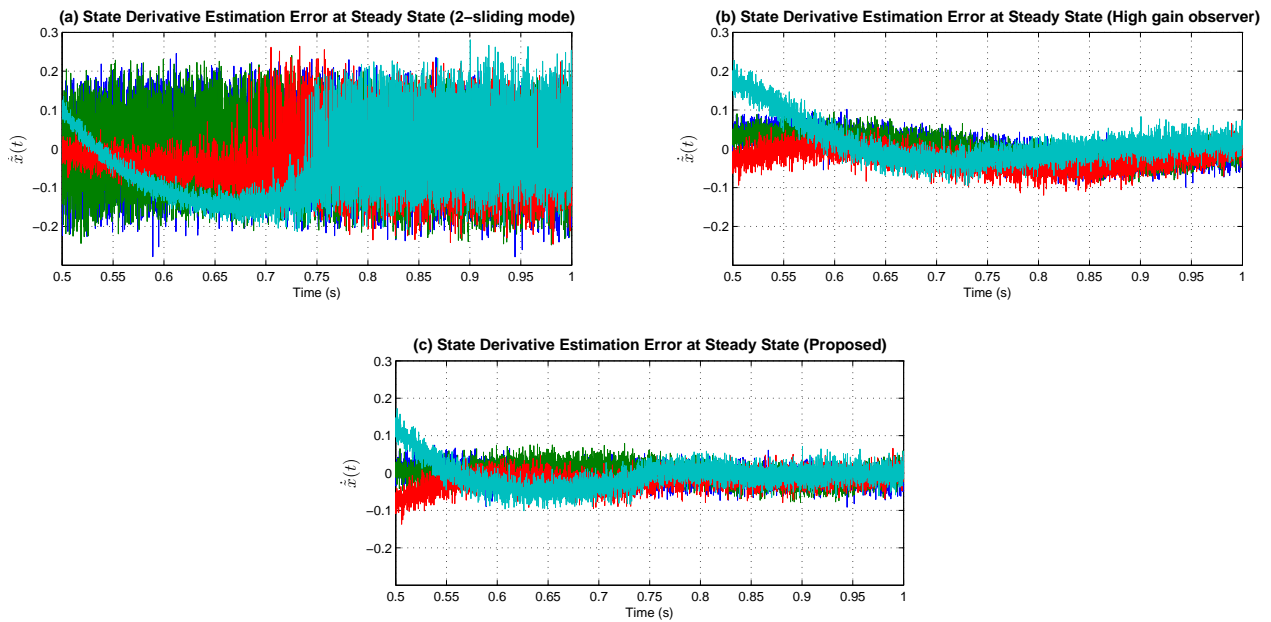 (a) State Derivative Estimation Error at Steady State (2−sliding mode)
0.3
0.2
0.1
0
−0.1
−0.2
$\dot{\tilde{x}}(t)$
0.5 0.55 0.6 0.65 0.7 0.75 0.8 0.85 0.9 0.95 1
Time (s)
(b) State Derivative Estimation Error at Steady State (High gain observer)
0.3
0.2
0.1
0
−0.1
−0.2
$\dot{\tilde{x}}(t)$
0.5 0.55 0.6 0.65 0.7 0.75 0.8 0.85 0.9 0.95 1
Time (s)
(c) State Derivative Estimation Error at Steady State (Proposed)
0.3
0.2
0.1
0
−0.1
−0.2
$\dot{\tilde{x}}(t)$
0.5 0.55 0.6 0.65 0.7 0.75 0.8 0.85 0.9 0.95 1
Time (s)